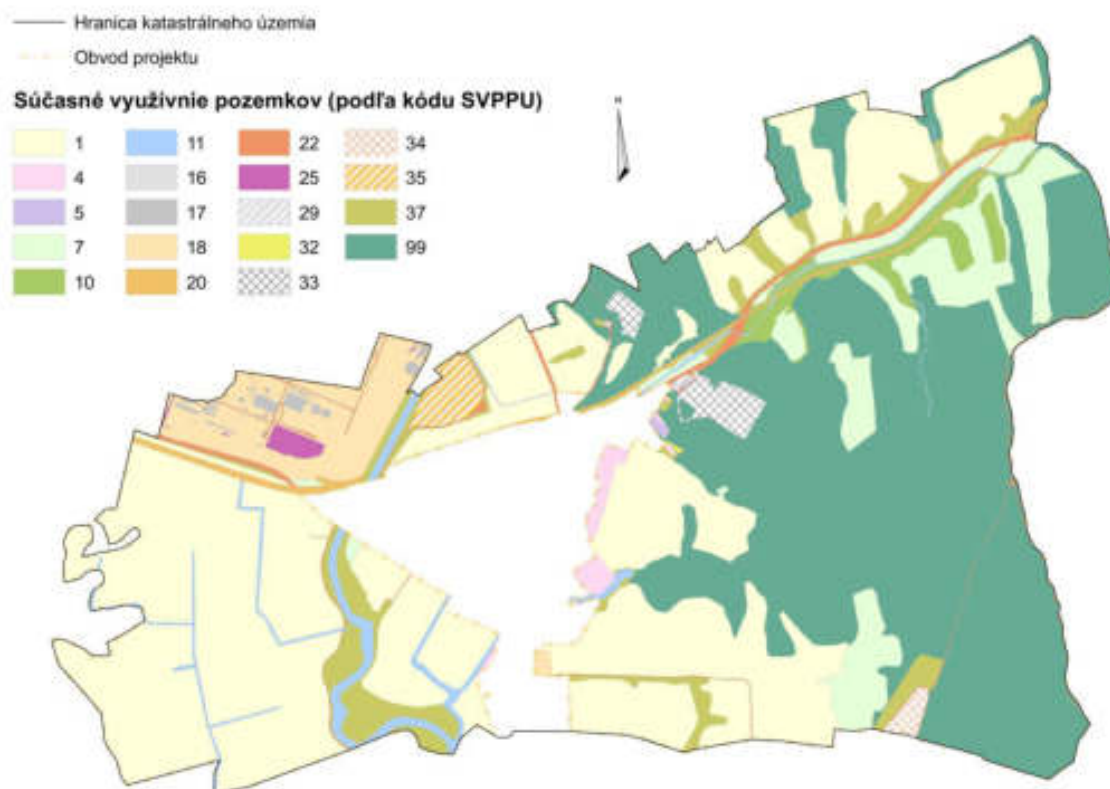 Hranica katastrálneho územia
Obvod projektu
Súčasné využívnie pozemkov (podľa kódu SVPPU)
1 11 22 34
4 16 25 35
5 17 29 37
7 18 32 99
10 20 33
N